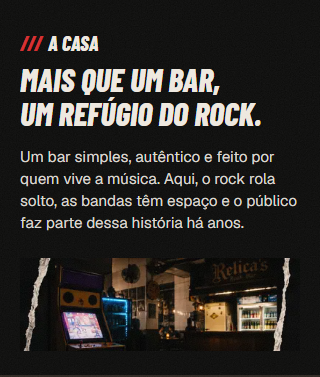 /// A CASA
MAIS QUE UM BAR,
UM REFÚGIO DO ROCK.
Um bar simples, autêntico e feito por
quem vive a música. Aqui, o rock rola
solto, as bandas têm espaço e o público
faz parte dessa história há anos.
Relica's